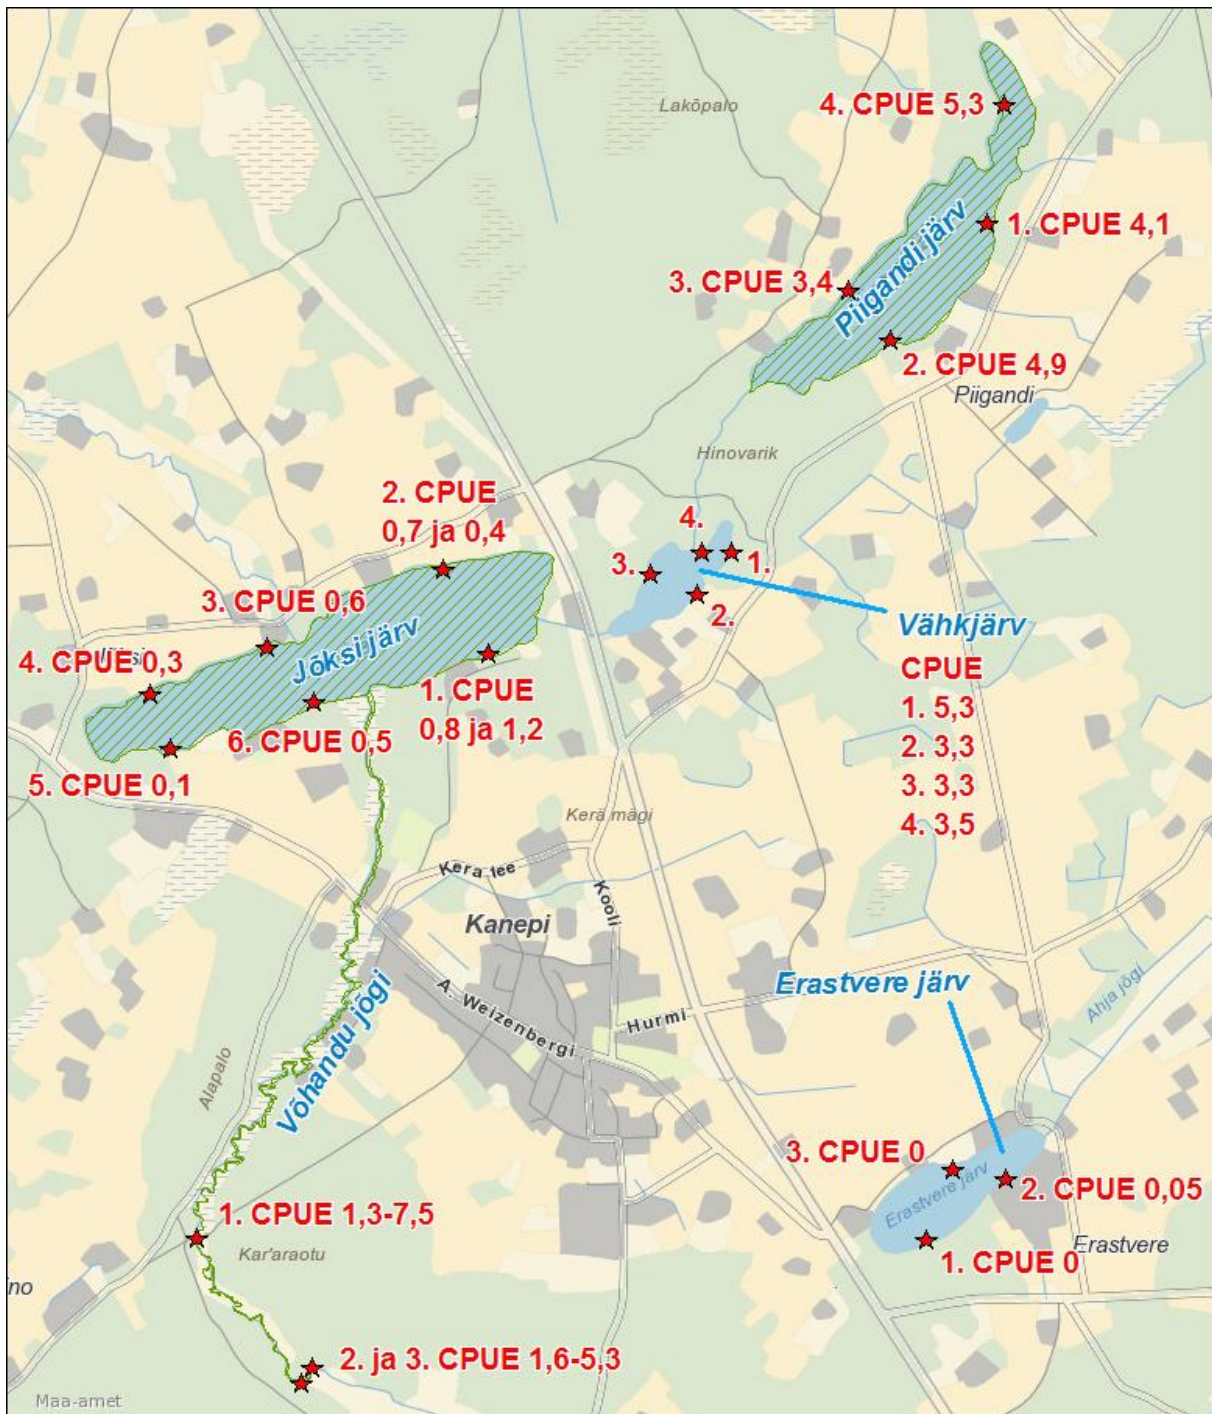 Lakõpalo
4. CPUE 5,3
1. CPUE 4,1
Piigandi järv
3. CPUE 3,4
2. CPUE 4,9
Piigandi
Hinovarik
2. CPUE
0,7 ja 0,4
4.
1.
3.
2.
3. CPUE 0,6
Jõksi järv
4. CPUE 0,3
1. CPUE
0,8 ja 1,2
6. CPUE 0,5
5. CPUE 0,1
Vähkjärv
CPUE
1. 5,3
2. 3,3
3. 3,3
4. 3,5
Kerä mägi
Kera tee
Kooli
Kanepi
A. Weizenbergi
Hurmi
Erastvere järv
Ahja jõgi
Võhandu jõgi
Alapalo
3. CPUE 0
Erastvere järv
2. CPUE 0,05
1. CPUE 0
Erastvere
1. CPUE 1,3-7,5
Kar'araotu
no
2. ja 3. CPUE 1,6-5,3
Maa-amet